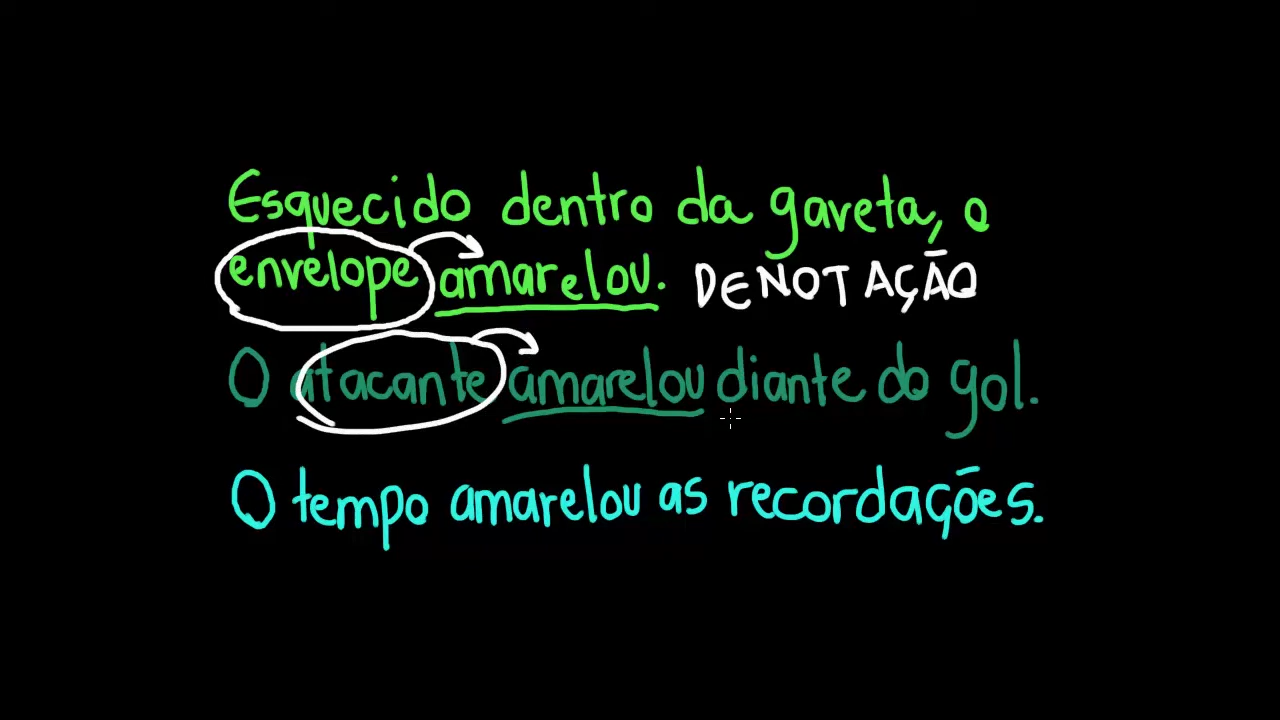 Esquecido dentro da gaveta, o
envelope amarelou. DENOTAÇÃO
O atacante amarelou diante do gol.
O tempo amarelou as recordações.